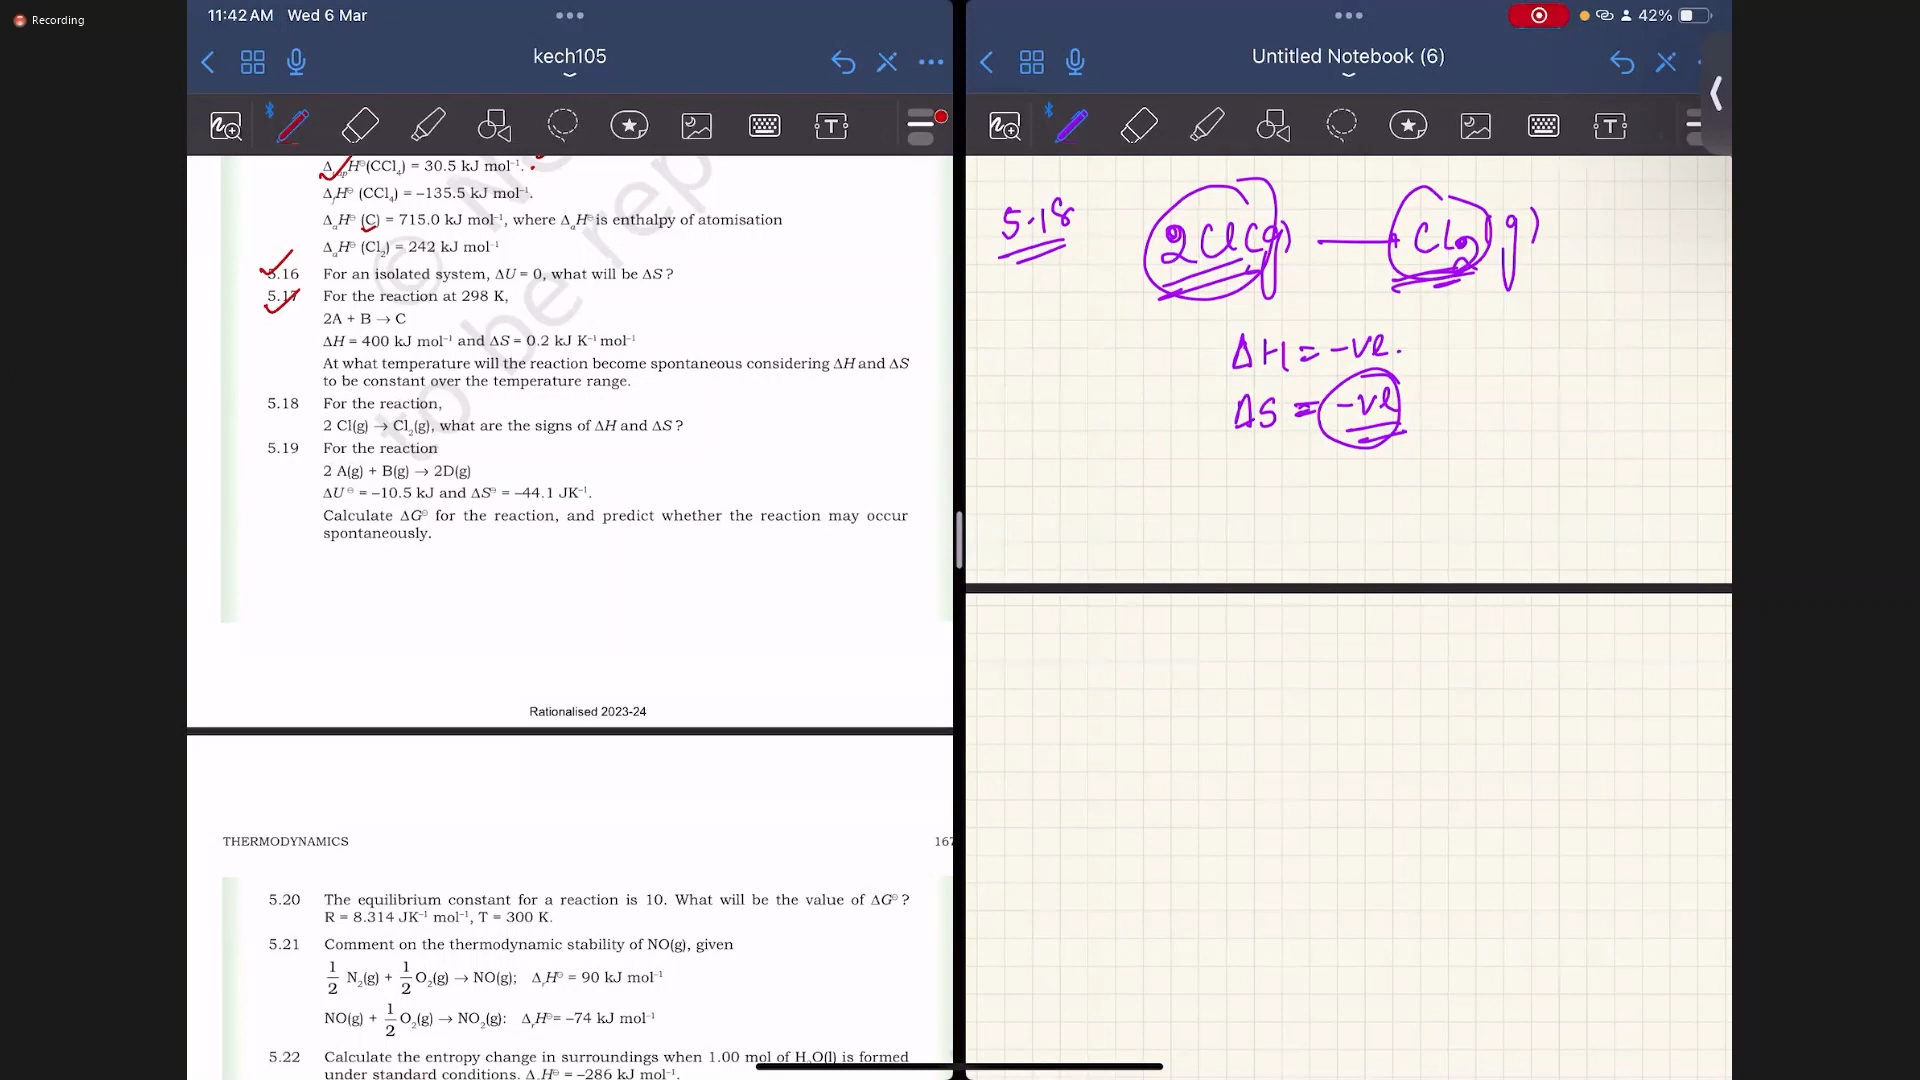 Recording
11:42 AM Wed 6 Mar
42%
kech105
Untitled Notebook (6)
Δ_vap H⊖(CCl₄) = 30.5 kJ mol⁻¹.
Δ_f H⊖ (CCl₄) = –135.5 kJ mol⁻¹.
Δ_a H⊖ (C) = 715.0 kJ mol⁻¹, where Δ_a H⊖ is enthalpy of atomisation
Δ_a H⊖ (Cl₂) = 242 kJ mol⁻¹
5.16 For an isolated system, ΔU = 0, what will be ΔS ?
5.17 For the reaction at 298 K,
2A + B → C
ΔH = 400 kJ mol⁻¹ and ΔS = 0.2 kJ K⁻¹ mol⁻¹
At what temperature will the reaction become spontaneous considering ΔH and ΔS
to be constant over the temperature range.
5.18 For the reaction,
2 Cl(g) → Cl₂(g), what are the signs of ΔH and ΔS ?
5.19 For the reaction
2 A(g) + B(g) → 2D(g)
ΔU⊖ = –10.5 kJ and ΔS⊖ = –44.1 JK⁻¹.
Calculate ΔG⊖ for the reaction, and predict whether the reaction may occur
spontaneously.
to be rep
Rationalised 2023-24
THERMODYNAMICS 167
5.20 The equilibrium constant for a reaction is 10. What will be the value of ΔG⊖ ?
R = 8.314 JK⁻¹ mol⁻¹, T = 300 K.
5.21 Comment on the thermodynamic stability of NO(g), given
1/2 N₂(g) + 1/2 O₂(g) → NO(g); Δ_r H⊖ = 90 kJ mol⁻¹
NO(g) + 1/2 O₂(g) → NO₂(g): Δ_r H⊖ = –74 kJ mol⁻¹
5.22 Calculate the entropy change in surroundings when 1.00 mol of H₂O(l) is formed
under standard conditions. Δ_f H⊖ = –286 kJ mol⁻¹.
5.18 2Cl(g) → Cl₂(g)
ΔH = -ve.
ΔS = -ve